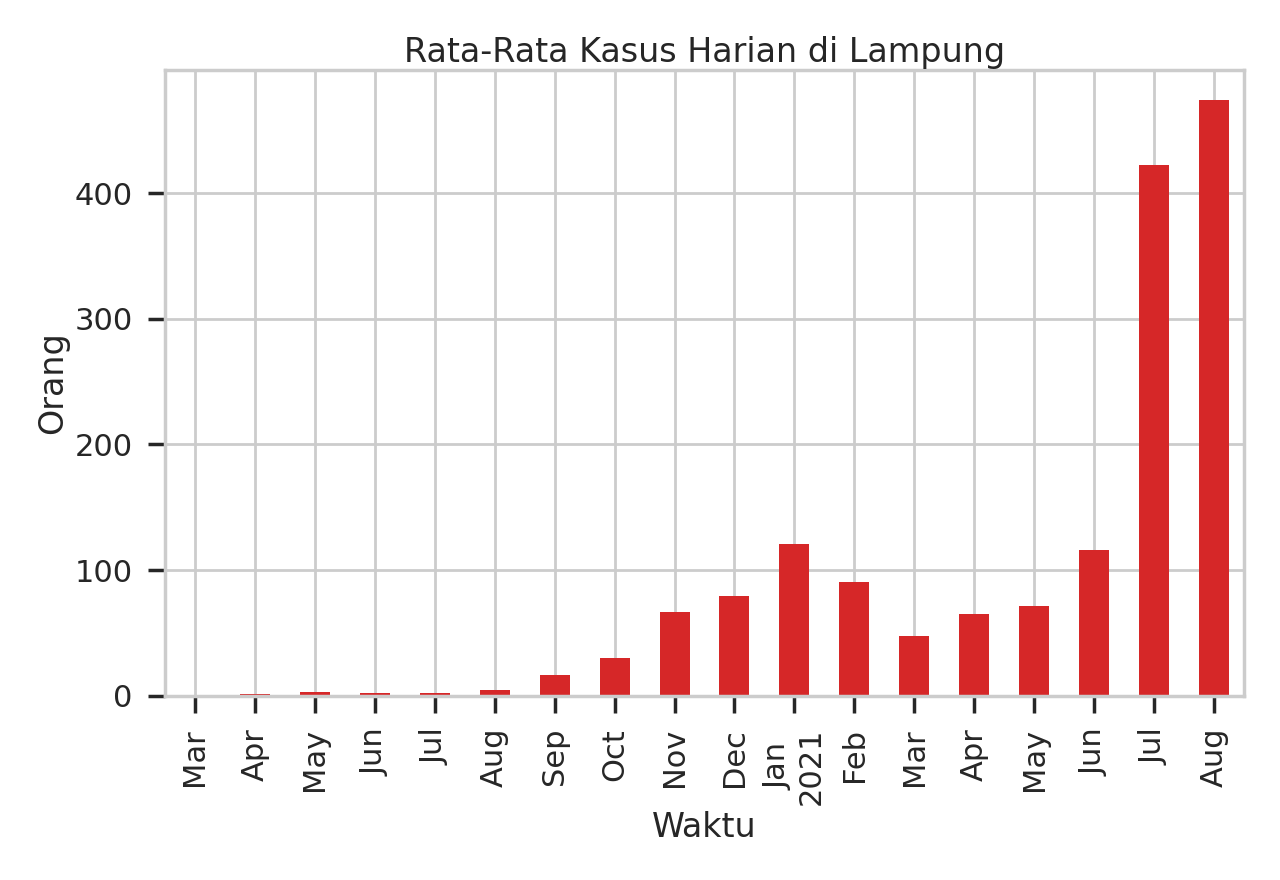 Rata-Rata Kasus Harian di Lampung
Orang
400
300
200
100
0
Mar
Apr
May
Jun
Jul
Aug
Sep
Oct
Nov
Dec
Jan
2021
Feb
Mar
Apr
May
Jun
Jul
Aug
Waktu